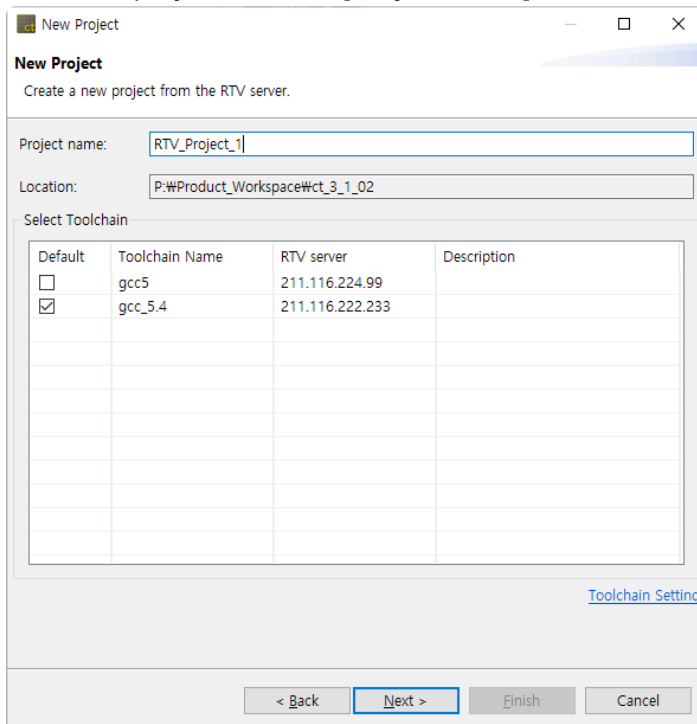 ct New Project
New Project
Create a new project from the RTV server.
Project name: RTV_Project_1
Location: P:₩Product_Workspace₩ct_3_1_02
Select Toolchain
Default Toolchain Name RTV server Description
gcc5 211.116.224.99
gcc_5.4 211.116.222.233
Toolchain Setting
< Back Next > Finish Cancel